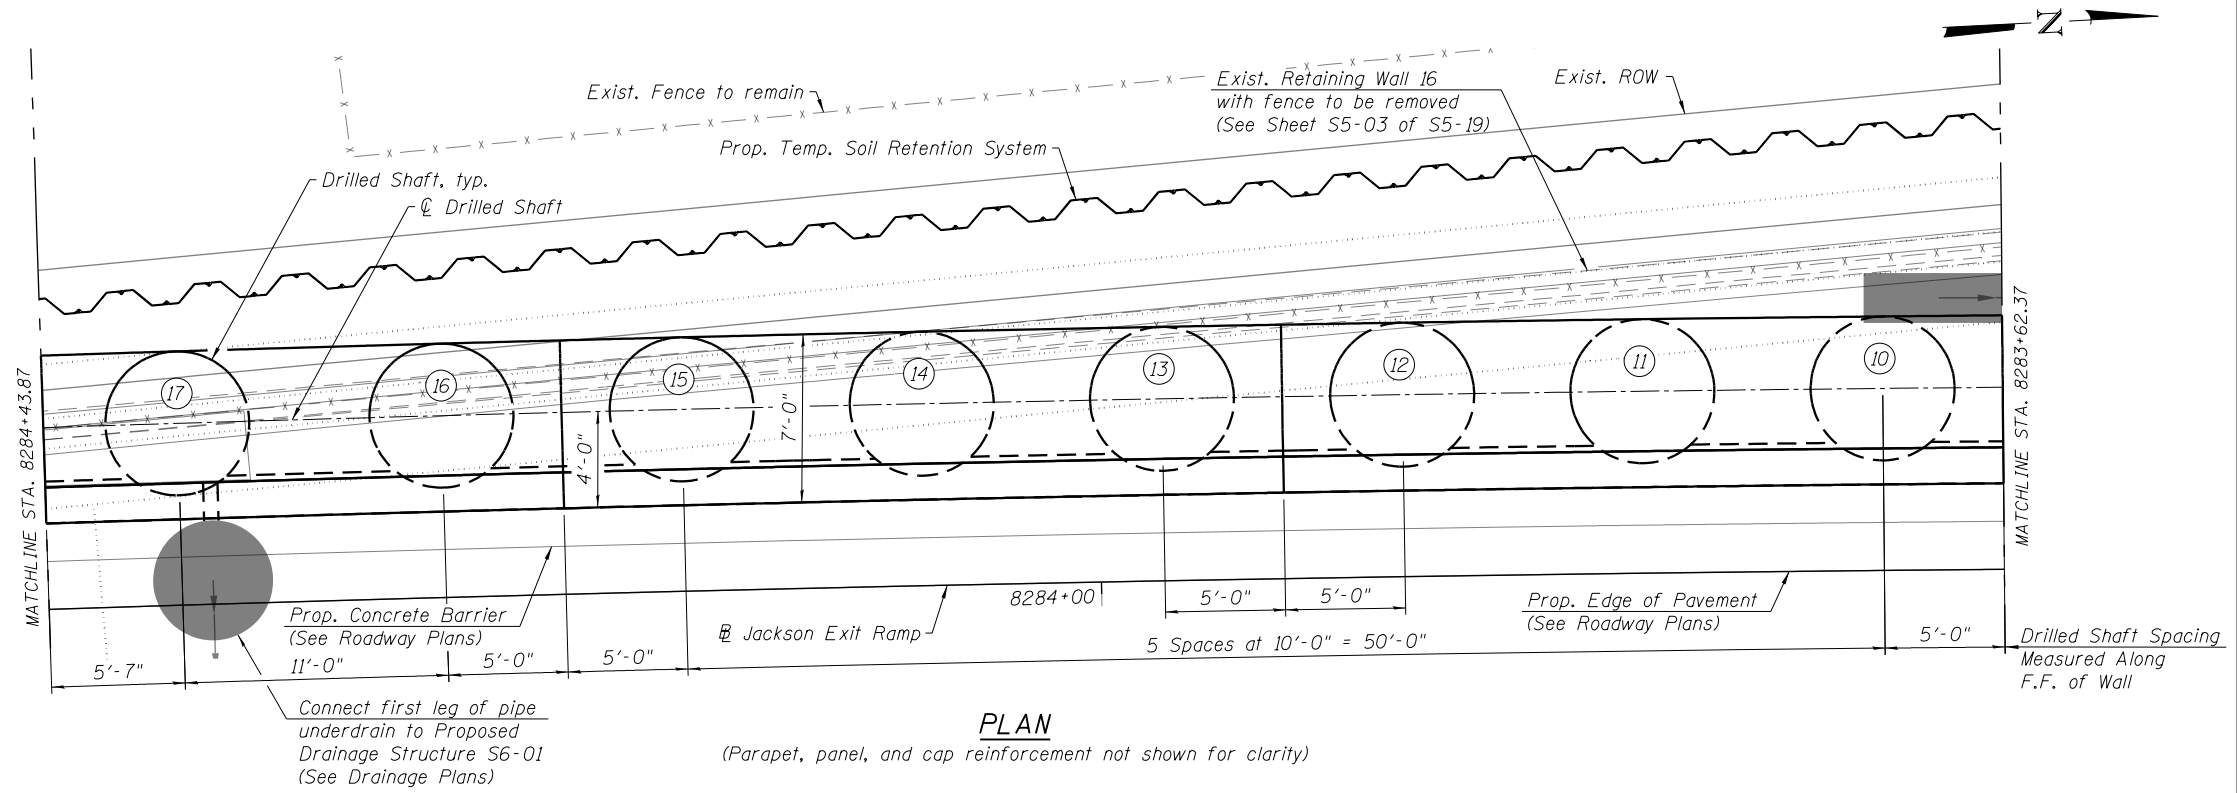 N
Exist. Fence to remain
Exist. Retaining Wall 16
with fence to be removed
(See Sheet S5-03 of S5-19)
Exist. ROW
Prop. Temp. Soil Retention System
Drilled Shaft, typ.
℄ Drilled Shaft
17
16
15
14
13
12
11
10
4'-0"
7'-0"
MATCHLINE STA. 8284+43.87
MATCHLINE STA. 8283+62.37
8284+00
Prop. Concrete Barrier
(See Roadway Plans)
Jackson Exit Ramp
Prop. Edge of Pavement
(See Roadway Plans)
5'-0"
5'-0"
5 Spaces at 10'-0" = 50'-0"
5'-0"
5'-7"
11'-0"
5'-0"
5'-0"
Drilled Shaft Spacing
Measured Along
F.F. of Wall
Connect first leg of pipe
underdrain to Proposed
Drainage Structure S6-01
(See Drainage Plans)
PLAN
(Parapet, panel, and cap reinforcement not shown for clarity)